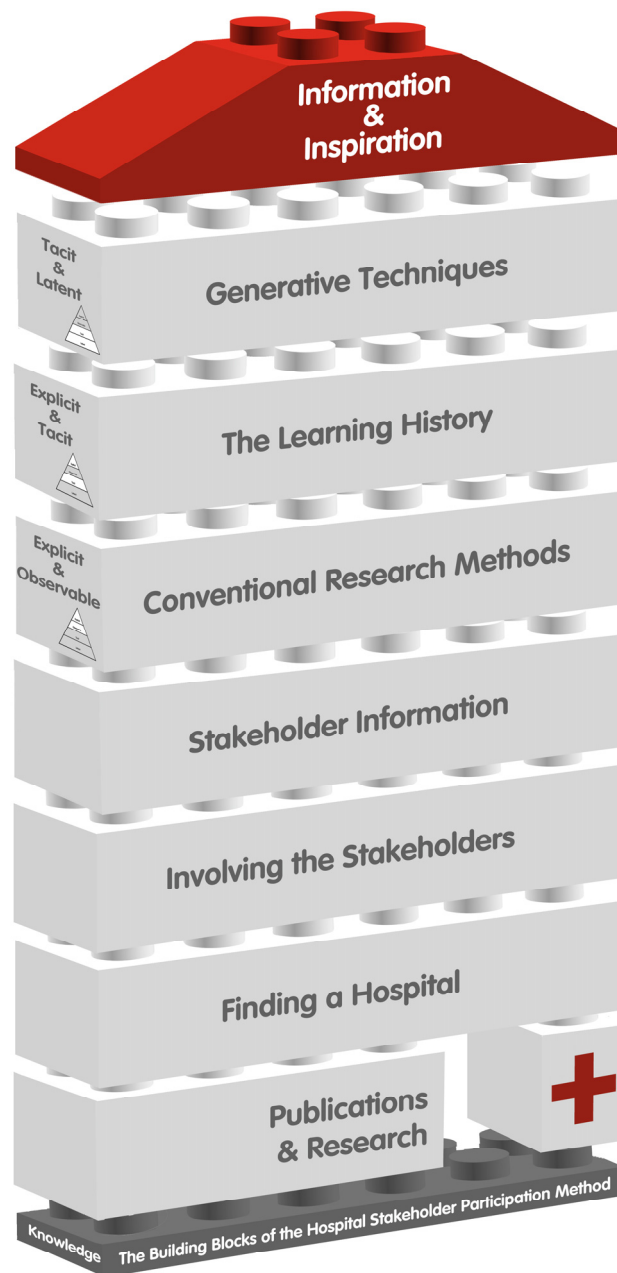 Information
&
Inspiration
Tacit
&
Latent
Generative Techniques
Explicit
&
Tacit
The Learning History
Explicit
&
Observable
Conventional Research Methods
Stakeholder Information
Involving the Stakeholders
Finding a Hospital
Publications
& Research
Knowledge
The Building Blocks of the Hospital Stakeholder Participation Method